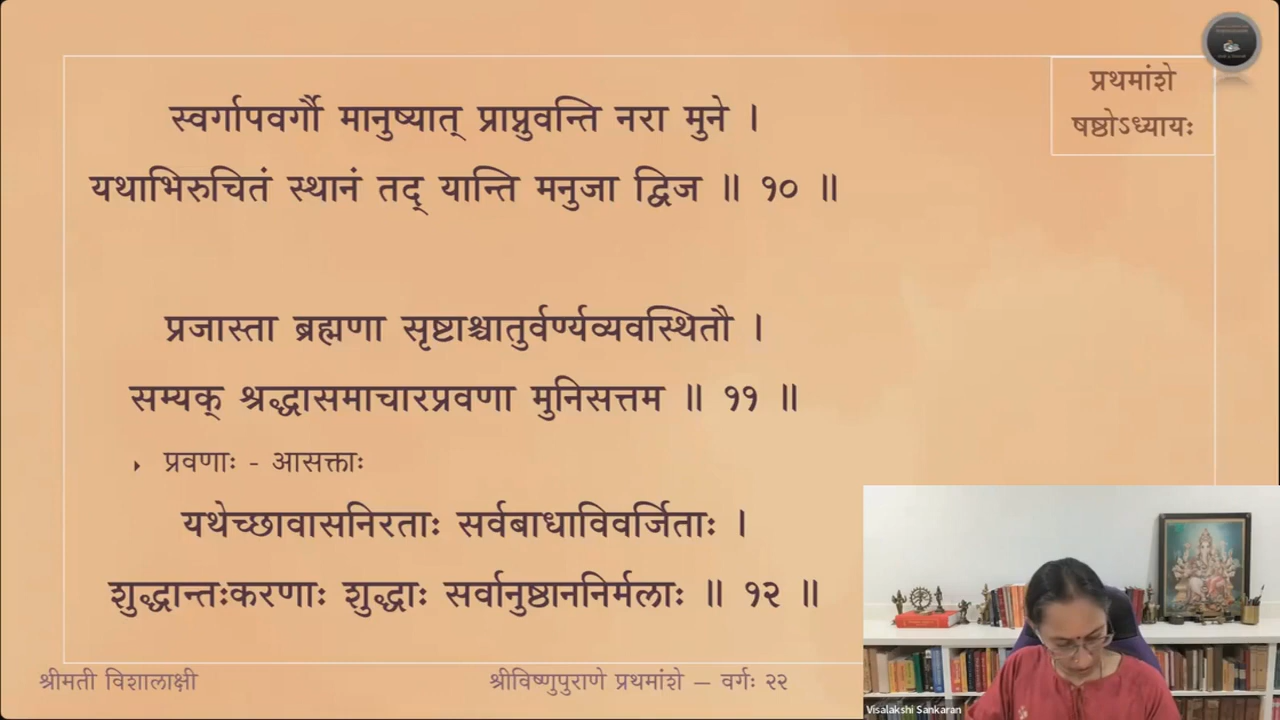 प्रथमांशे
षष्ठोऽध्यायः
स्वर्गापवर्गौ मानुष्यात् प्राप्नुवन्ति नरा मुने ।
यथाभिरुचितं स्थानं तद् यान्ति मनुजा द्विज ॥ १० ॥
प्रजास्ता ब्रह्मणा सृष्टाश्चातुर्वर्ण्यव्यवस्थितौ ।
सम्यक् श्रद्धासमाचारप्रवणा मुनिसत्तम ॥ ११ ॥
प्रवणाः - आसक्ताः
यथेच्छावासनिरताः सर्वबाधाविवर्जिताः ।
शुद्धान्तःकरणाः शुद्धाः सर्वानुष्ठाननिर्मलाः ॥ १२ ॥
श्रीमती विशालाक्षी
श्रीविष्णुपुराणे प्रथमांशे – वर्गः २२
Visalakshi Sankaran